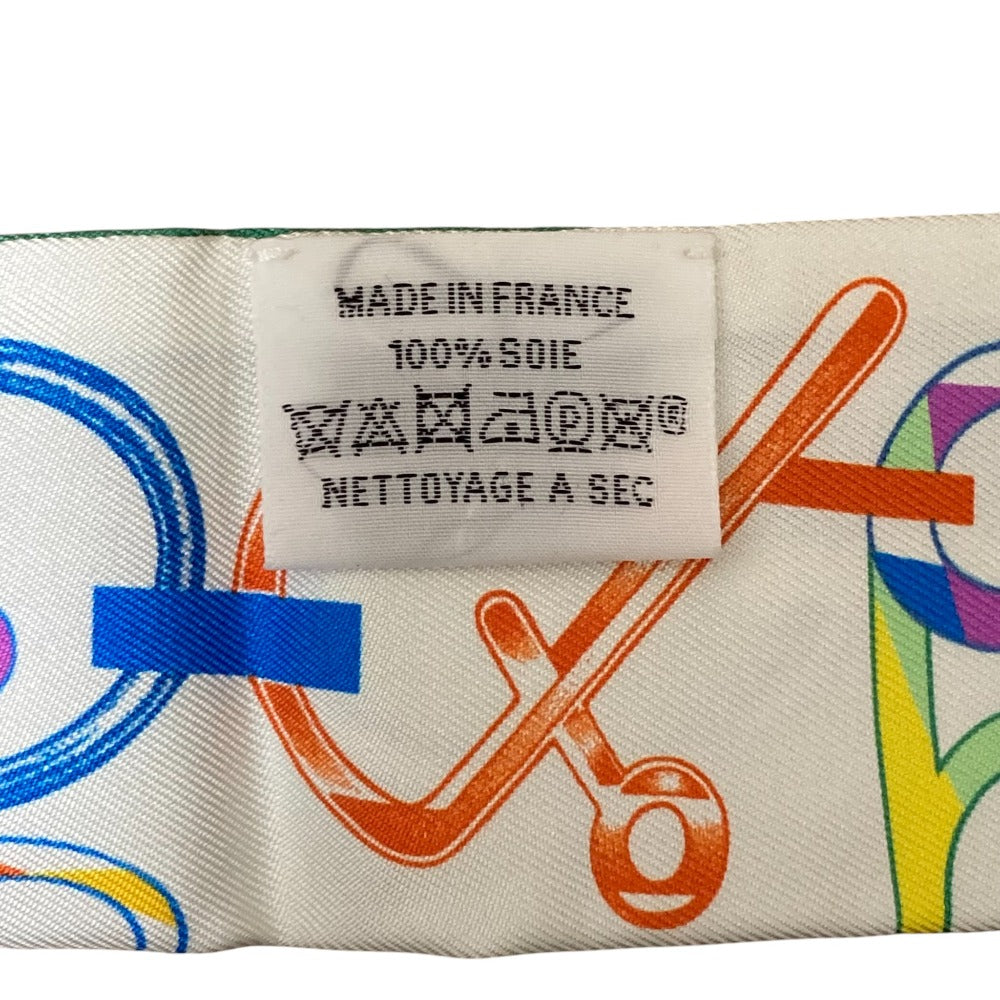 MADE IN FRANCE
100% SOIE
NETTOYAGE A SEC